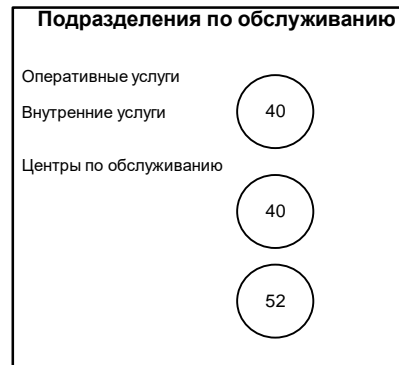 Подразделения по обслуживанию
Оперативные услуги
Внутренние услуги
40
Центры по обслуживанию
40
52